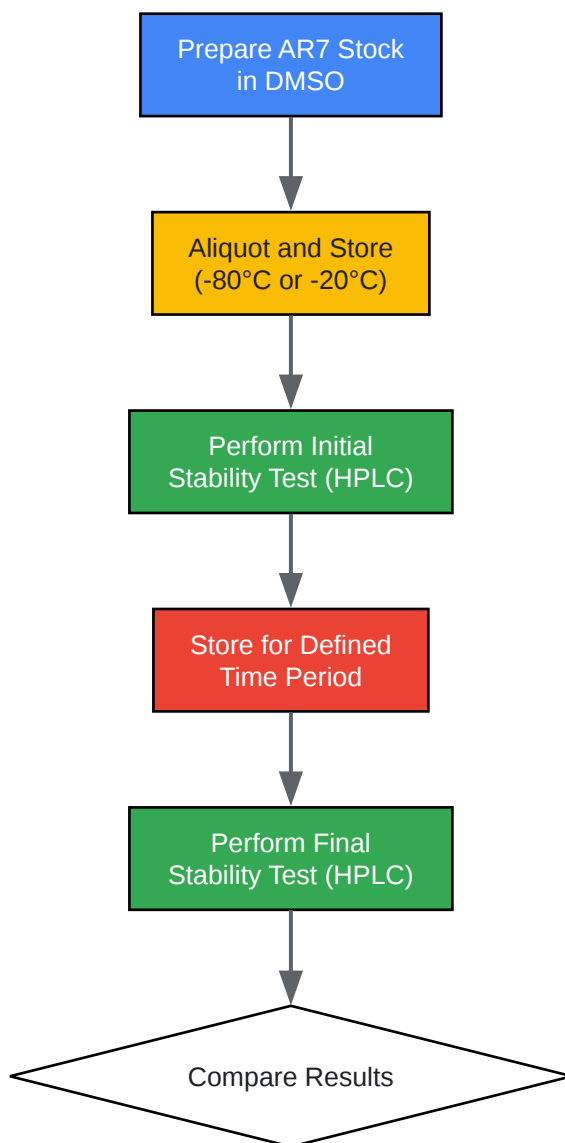 Prepare AR7 Stock
in DMSO
Aliquot and Store
(-80°C or -20°C)
Perform Initial
Stability Test (HPLC)
Store for Defined
Time Period
Perform Final
Stability Test (HPLC)
Compare Results